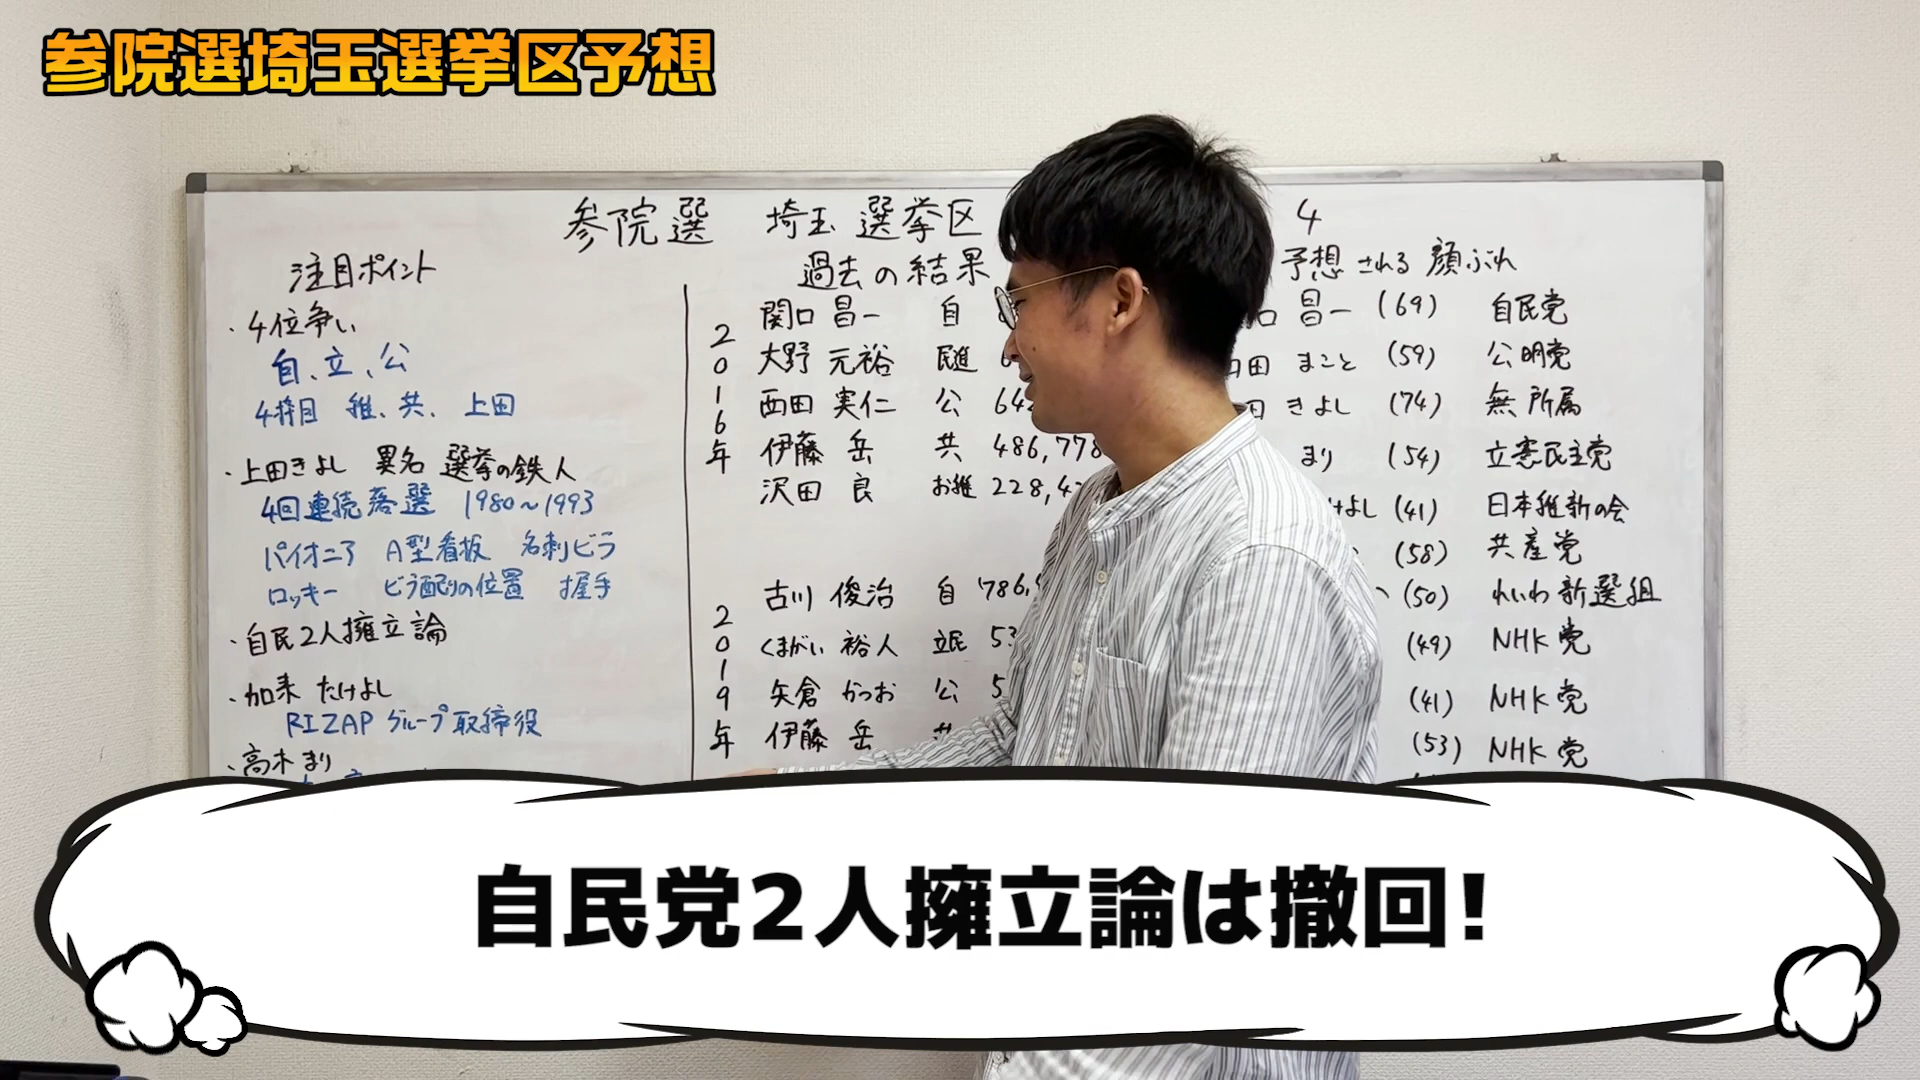 参院選埼玉選挙区予想
参院選 埼玉選挙区 4
注目ポイント
・4位争い
自、立、公
4枠目 維、共、上田
・上田きよし 異名 選挙の鉄人
4回連続落選 1980~1993
パイオニア A型看板 名刺ビラ
ロッキー ビラ配りの位置 握手
・自民2人擁立論
・加来 たけよし
RIZAP グループ取締役
・高木まり
過去の結果
2016年
関口 昌一 自
大野 元裕 民進
西田 実仁 公
伊藤 岳 共 486,778
沢田 良 お維
2019年
古川 俊治 自
くまがい 裕人 立民
矢倉 かつお 公
伊藤 岳
予想される顔ぶれ
昌一 (69) 自民党
まこと (59) 公明党
きよし (74) 無所属
まり (54) 立憲民主党
けよし (41) 日本維新の会
(58) 共産党
(50) れいわ新選組
(49) NHK党
(41) NHK党
(53) NHK党
自民党2人擁立論は撤回!